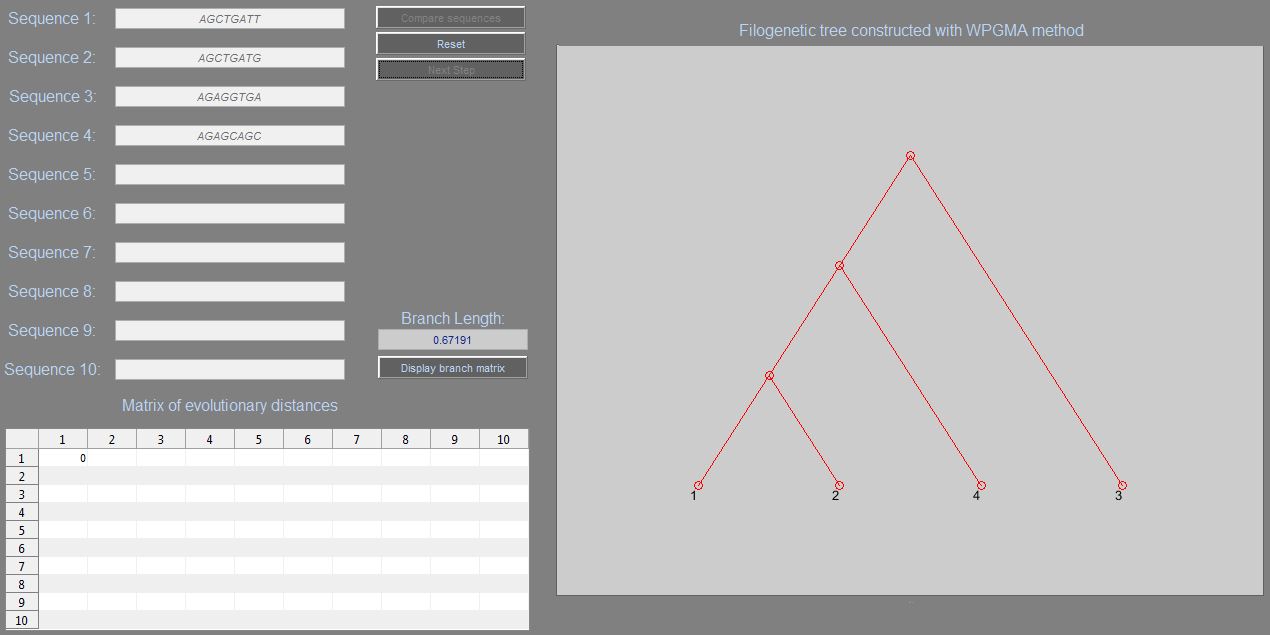 Sequence 1: AGCTGATT
Sequence 2: AGCTGATG
Sequence 3: AGAGGTGA
Sequence 4: AGAGCAGC
Sequence 5:
Sequence 6:
Sequence 7:
Sequence 8:
Sequence 9:
Sequence 10:
Compare sequences
Reset
Next Step
Branch Length:
0.67191
Display branch matrix
Matrix of evolutionary distances
1 2 3 4 5 6 7 8 9 10
1 0
2
3
4
5
6
7
8
9
10
Filogenetic tree constructed with WPGMA method
1 2 4 3